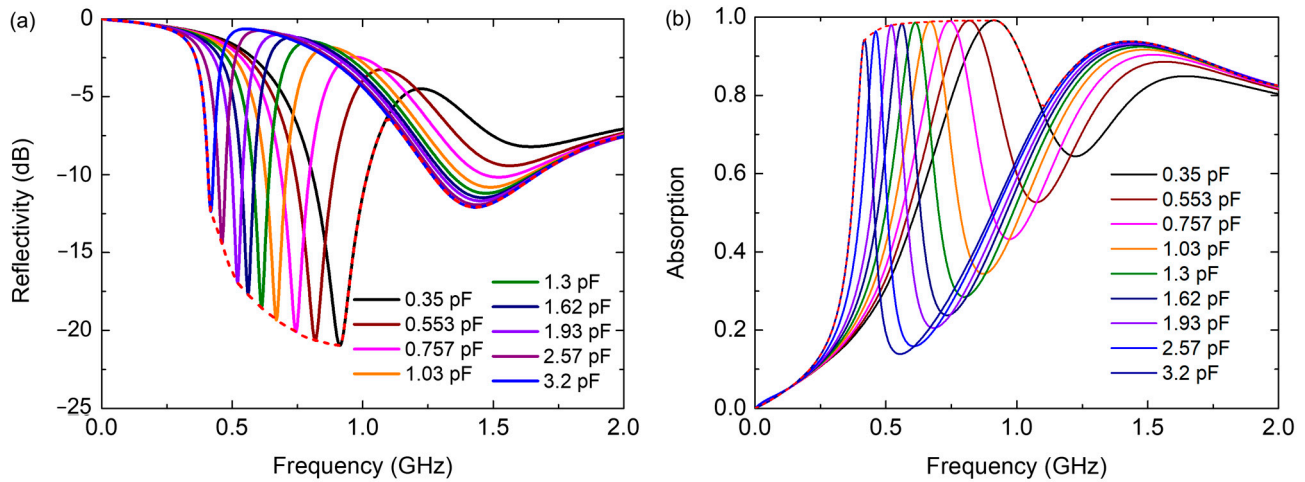 (a)
0
−5
−10
−15
−20
−25
Reflectivity (dB)
0.0
0.5
1.0
1.5
2.0
Frequency (GHz)
0.35 pF
0.553 pF
0.757 pF
1.03 pF
1.3 pF
1.62 pF
1.93 pF
2.57 pF
3.2 pF
(b)
1.0
0.8
0.6
0.4
0.2
0.0
Absorption
0.0
0.5
1.0
1.5
2.0
Frequency (GHz)
0.35 pF
0.553 pF
0.757 pF
1.03 pF
1.3 pF
1.62 pF
1.93 pF
2.57 pF
3.2 pF